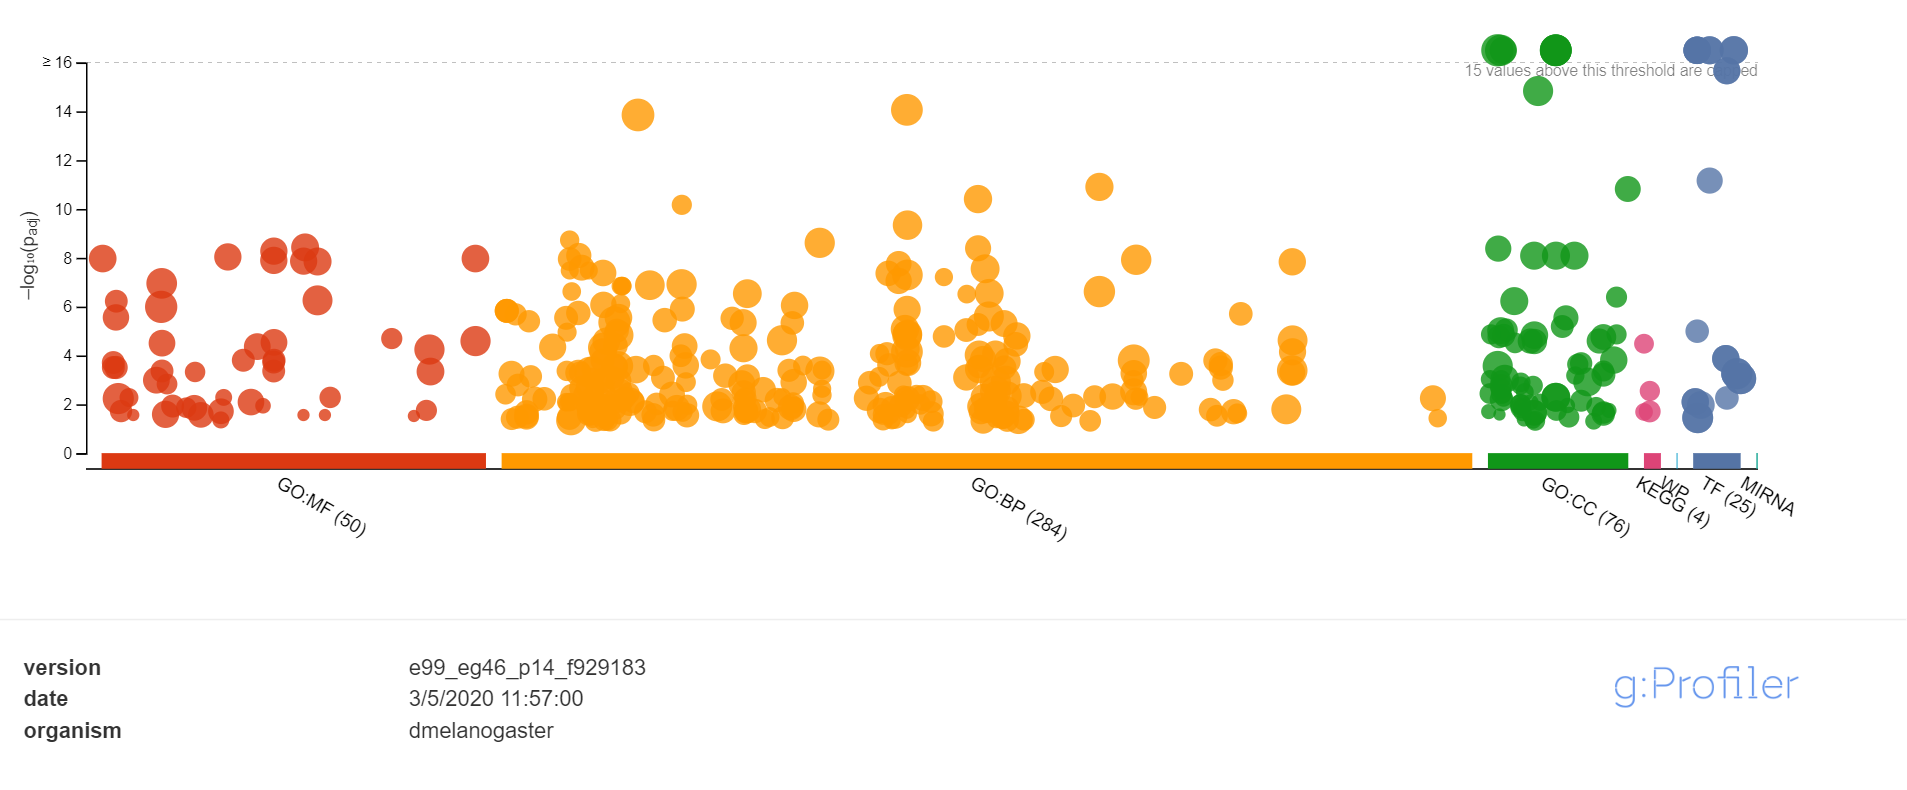 ≥ 16
15 values above this threshold are capped
14
12
10
8
6
4
2
0
–log₁₀(padj)
GO:MF (50)
GO:BP (284)
GO:CC (76)
KEGG (4)
WP
TF (25)
MIRNA
version e99_eg46_p14_f929183
date 3/5/2020 11:57:00
organism dmelanogaster
g:Profiler